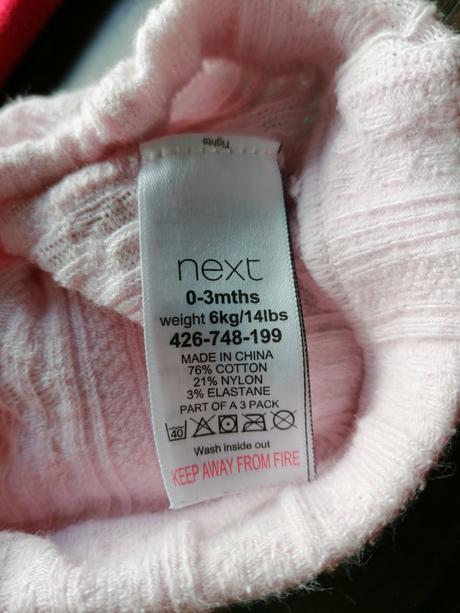 Tights
next
0-3mths
weight 6kg/14lbs
426-748-199
MADE IN CHINA
76% COTTON
21% NYLON
3% ELASTANE
PART OF A 3 PACK
40
Wash inside out
KEEP AWAY FROM FIRE